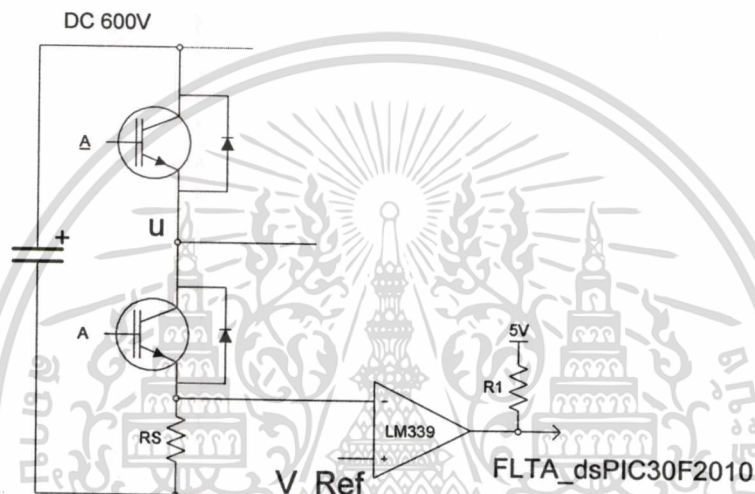 DC 600V
+
A
u
A
5V
R1
-
LM339
RS
+
V_Ref
FLTA_dsPIC30F2010